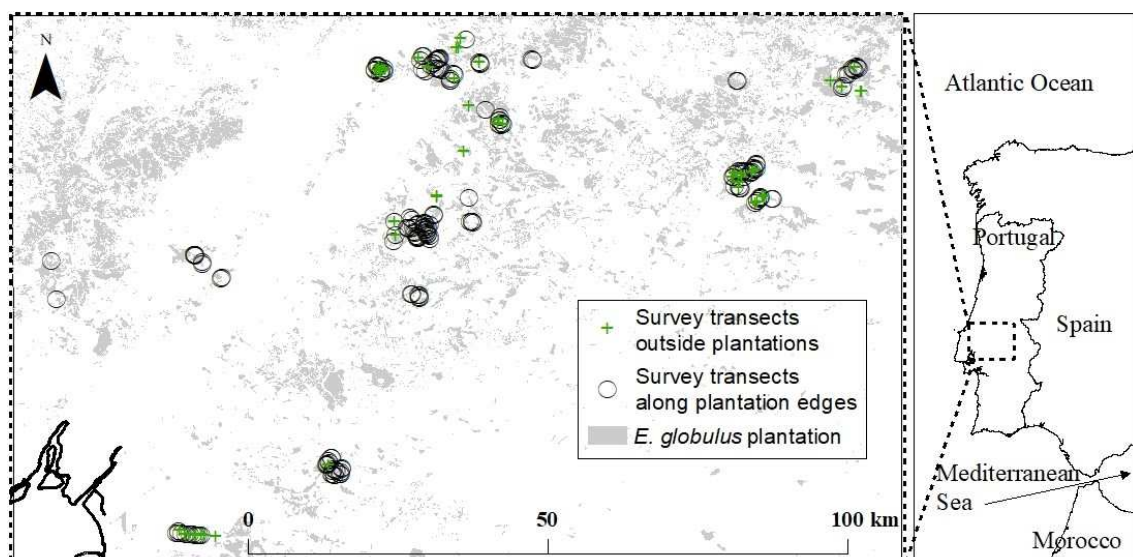 N
Survey transects
outside plantations
Survey transects
along plantation edges
E. globulus plantation
0 50 100 km
Atlantic Ocean
Portugal
Spain
Mediterranean
Sea
Morocco